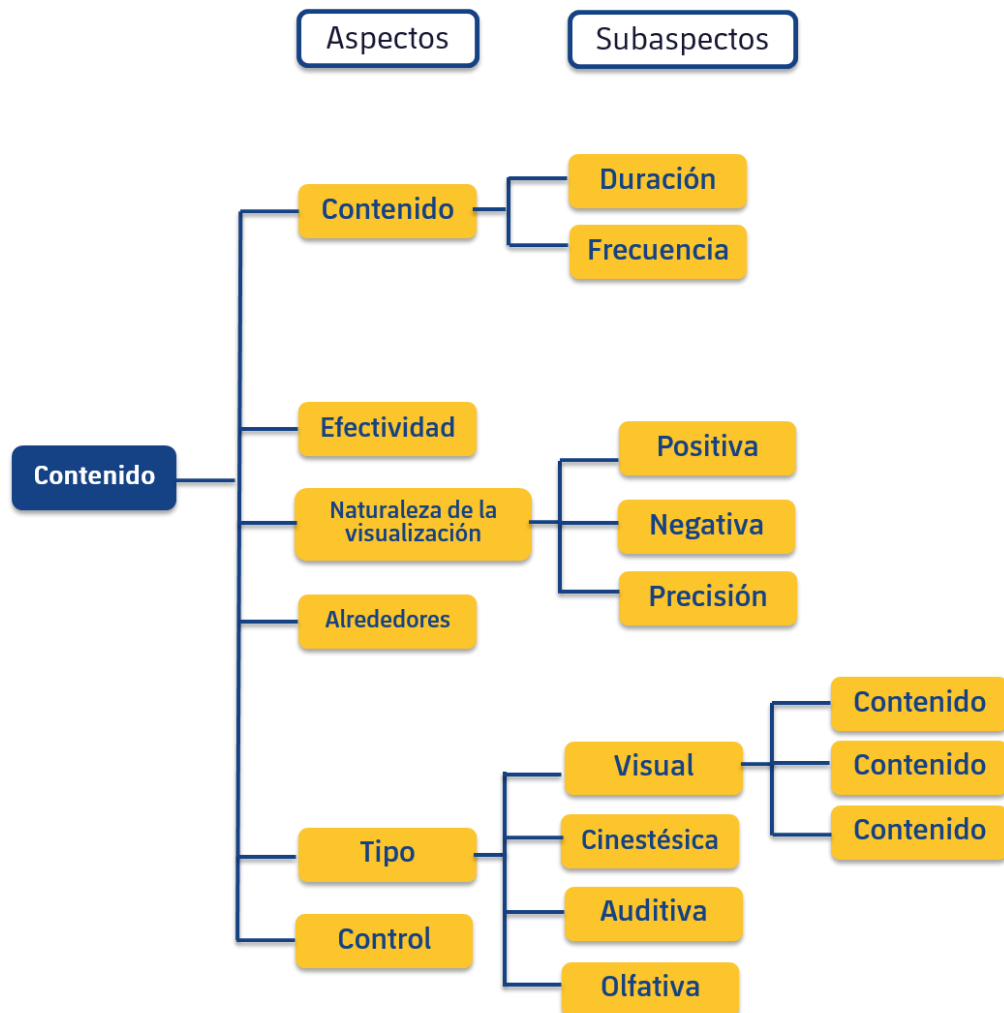 Aspectos
Subaspectos
Duración
Contenido
Frecuencia
Efectividad
Positiva
Contenido
Naturaleza de la
visualización
Negativa
Precisión
Alrededores
Contenido
Visual
Contenido
Contenido
Tipo
Cinestésica
Auditiva
Control
Olfativa